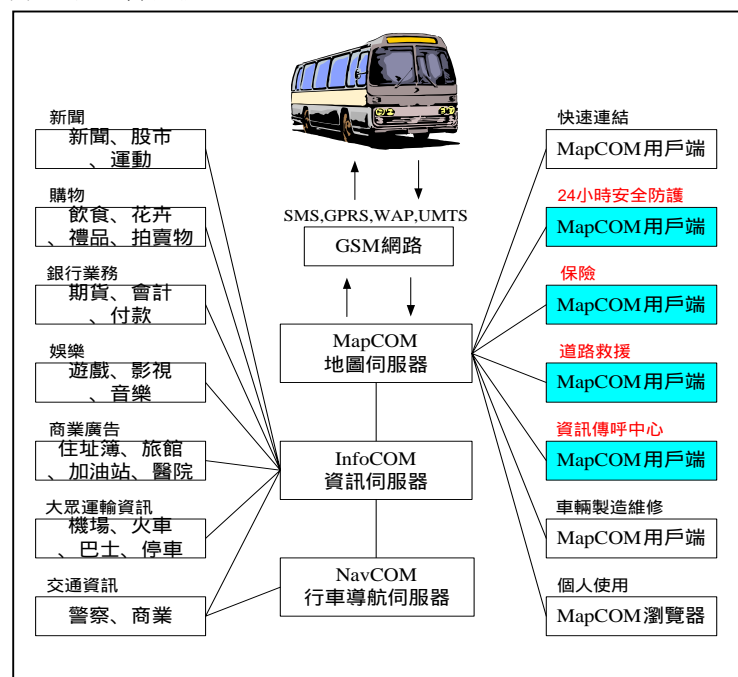 新聞
新聞、股市
、運動
購物
飲食、花卉
、禮品、拍賣物
銀行業務
期貨、會計
、付款
娛樂
遊戲、影視
、音樂
商業廣告
住址簿、旅館
、加油站、醫院
大眾運輸資訊
機場、火車
、巴士、停車
交通資訊
警察、商業
SMS,GPRS,WAP,UMTS
GSM網路
MapCOM
地圖伺服器
InfoCOM
資訊伺服器
NavCOM
行車導航伺服器
快速連結
MapCOM用戶端
24小時安全防護
MapCOM用戶端
保險
MapCOM用戶端
道路救援
MapCOM用戶端
資訊傳呼中心
MapCOM用戶端
車輛製造維修
MapCOM用戶端
個人使用
MapCOM瀏覽器